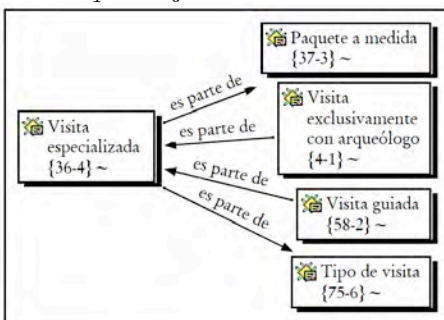 Visita
especializada
{36-4} ~
es parte de
Paquete a medida
{37-3} ~
es parte de
Visita
exclusivamente
con arqueólogo
{4-1} ~
es parte de
Visita guiada
{58-2} ~
es parte de
Tipo de visita
{75-6} ~